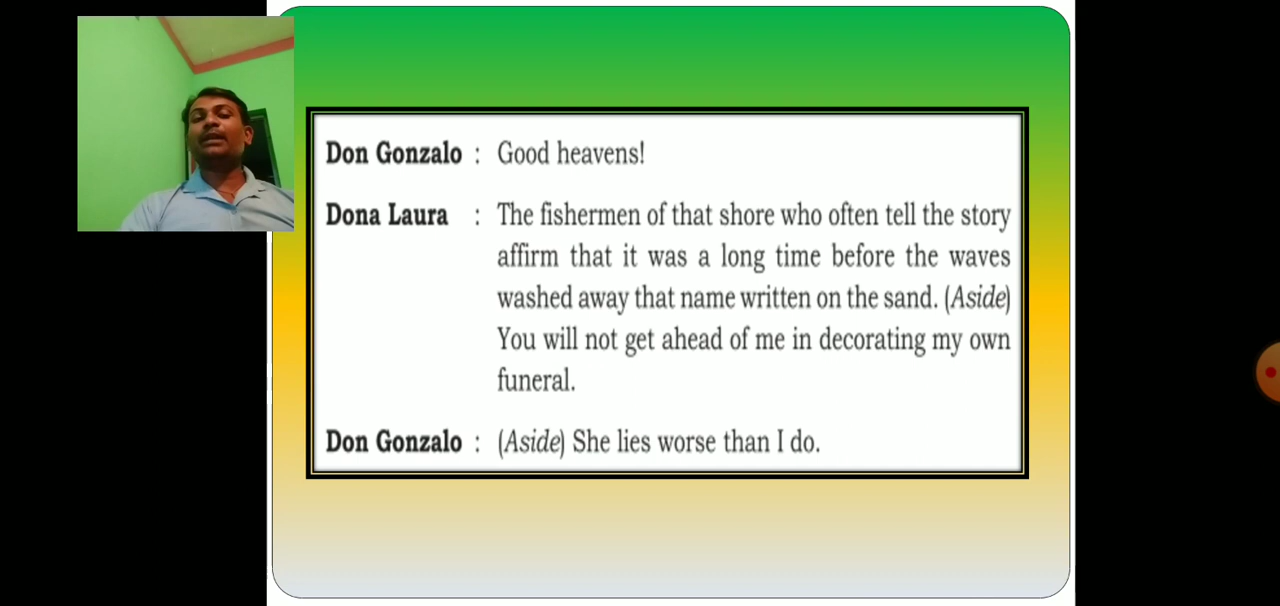 Don Gonzalo : Good heavens!
Dona Laura : The fishermen of that shore who often tell the story
affirm that it was a long time before the waves
washed away that name written on the sand. (Aside)
You will not get ahead of me in decorating my own
funeral.
Don Gonzalo : (Aside) She lies worse than I do.